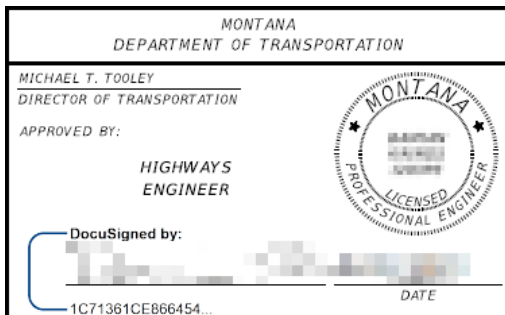 MONTANA
DEPARTMENT OF TRANSPORTATION
MICHAEL T. TOOLEY
DIRECTOR OF TRANSPORTATION
APPROVED BY:
HIGHWAYS
ENGINEER
MONTANA
LICENSED
PROFESSIONAL ENGINEER
DocuSigned by:
DATE
1C71361CE866454...